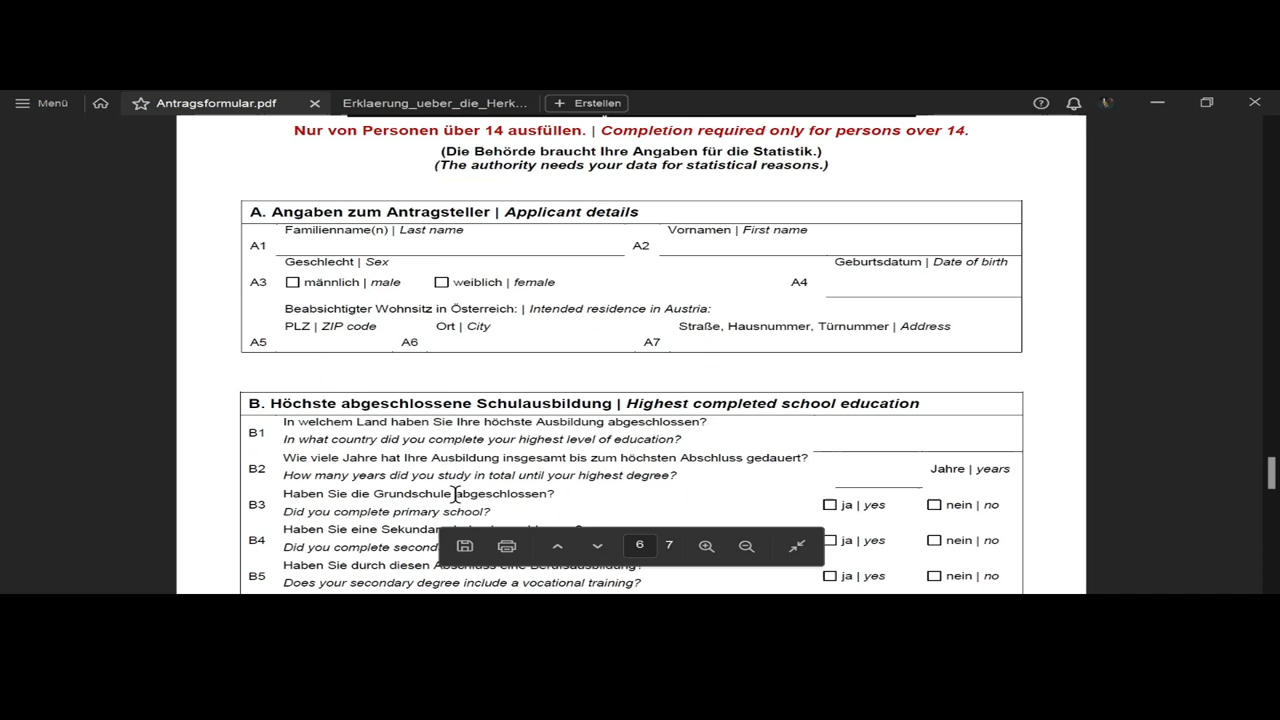 Menü
Antragsformular.pdf
Erklaerung_ueber_die_Herk...
Erstellen
Nur von Personen über 14 ausfüllen. | Completion required only for persons over 14.
(Die Behörde braucht Ihre Angaben für die Statistik.)
(The authority needs your data for statistical reasons.)
A. Angaben zum Antragsteller | Applicant details
Familienname(n) | Last name
Vornamen | First name
A1
A2
Geschlecht | Sex
Geburtsdatum | Date of birth
A3 männlich | male weiblich | female
A4
Beabsichtigter Wohnsitz in Österreich: | Intended residence in Austria:
PLZ | ZIP code
Ort | City
Straße, Hausnummer, Türnummer | Address
A5
A6
A7
B. Höchste abgeschlossene Schulausbildung | Highest completed school education
In welchem Land haben Sie Ihre höchste Ausbildung abgeschlossen?
B1
In what country did you complete your highest level of education?
Wie viele Jahre hat Ihre Ausbildung insgesamt bis zum höchsten Abschluss gedauert?
B2
Jahre | years
How many years did you study in total until your highest degree?
Haben Sie die Grundschule abgeschlossen?
B3
ja | yes nein | no
Did you complete primary school?
Haben Sie eine
B4
ja | yes nein | no
Did you complete
6 7
Haben Sie durch diesen
B5
ja | yes nein | no
Does your secondary degree include a vocational training?